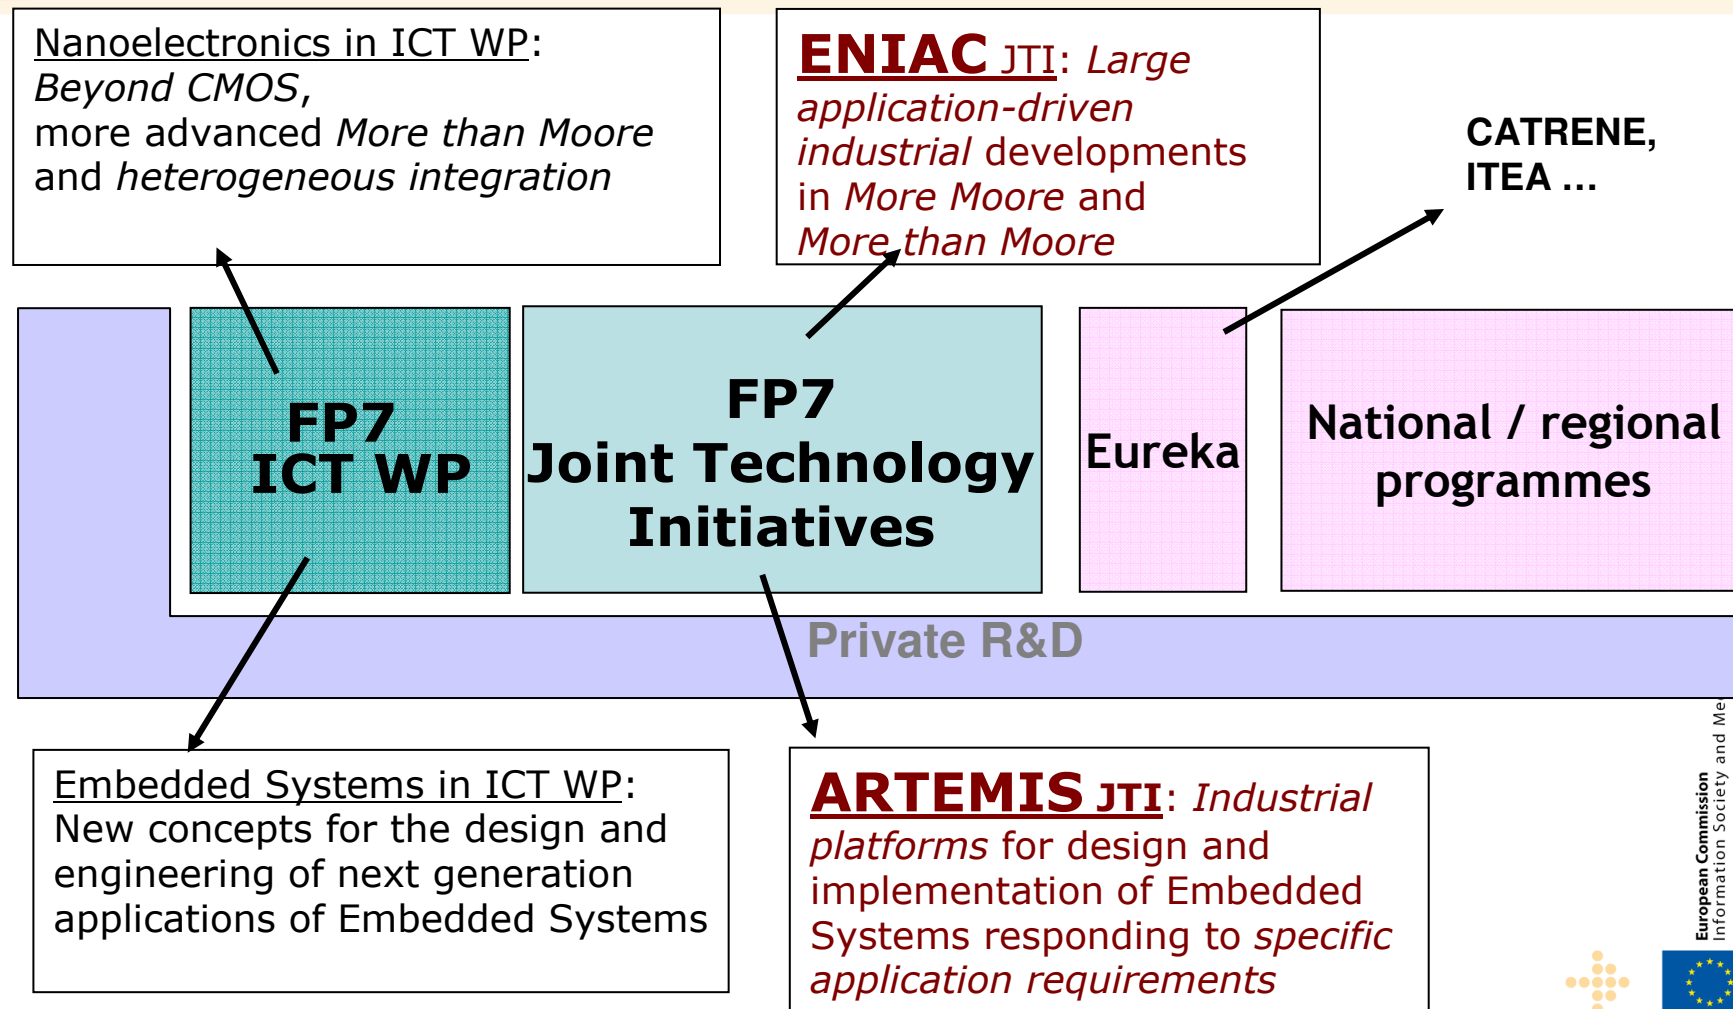 Nanoelectronics in ICT WP:
Beyond CMOS,
more advanced More than Moore
and heterogeneous integration
ENIAC JTI: Large
application-driven
industrial developments
in More Moore and
More than Moore
CATRENE,
ITEA ...
FP7
ICT WP
FP7
Joint Technology
Initiatives
Eureka
National / regional
programmes
Private R&D
Embedded Systems in ICT WP:
New concepts for the design and
engineering of next generation
applications of Embedded Systems
ARTEMIS JTI: Industrial
platforms for design and
implementation of Embedded
Systems responding to specific
application requirements
European Commission
Information Society and